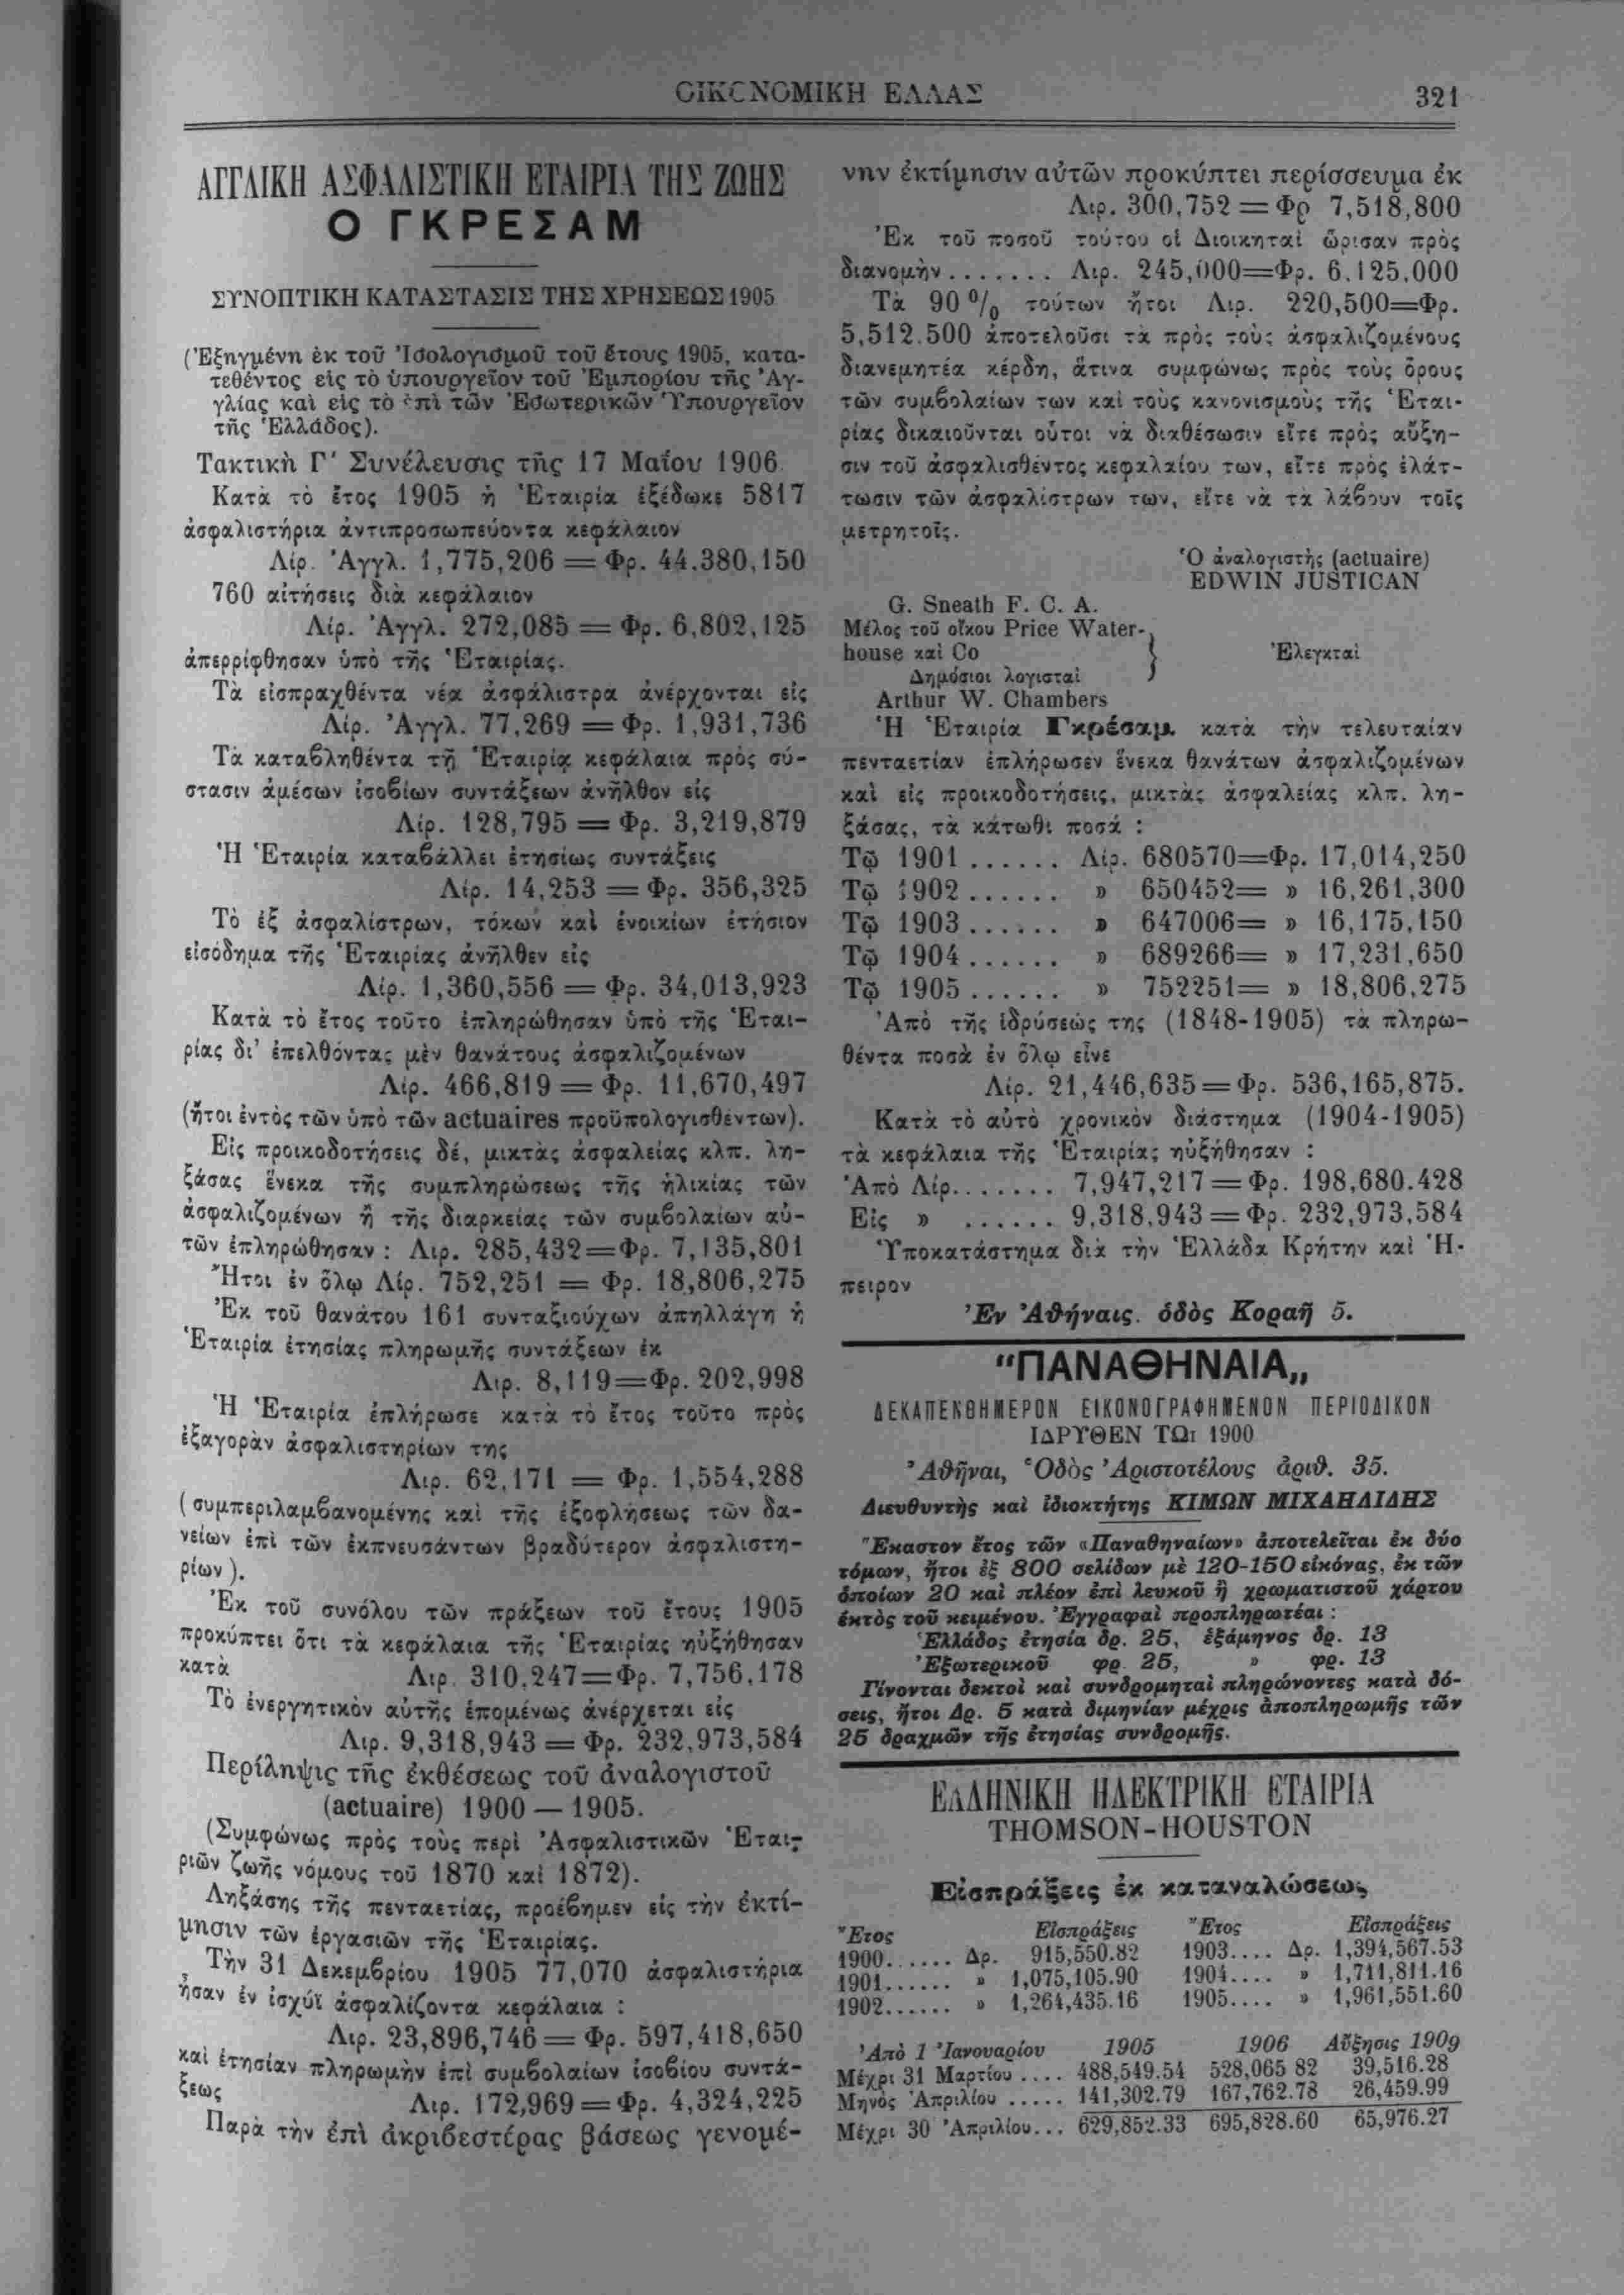 ΟΙΚΟΝΟΜΙΚΗ ΕΛΛΑΣ
321
ΑΓΓΛΙΚΗ ΑΣΦΑΛΙΣΤΙΚΗ ΕΤΑΙΡΙΑ ΤΗΣ ΖΩΗΣ
Ο ΓΚΡΕΣΑΜ
ΣΥΝΟΠΤΙΚΗ ΚΑΤΑΣΤΑΣΙΣ ΤΗΣ ΧΡΗΣΕΩΣ 1905
(Ἐξηγμένη ἐκ τοῦ Ἰσολογισμοῦ τοῦ ἔτους 1905, κατα-
τεθέντος εἰς τὸ ὑπουργεῖον τοῦ Ἐμπορίου τῆς Ἀγ-
γλίας καὶ εἰς τὸ ἐπὶ τῶν Ἐσωτερικῶν Ὑπουργεῖον
τῆς Ἑλλάδος).
Τακτικὴ Γ' Συνέλευσις τῆς 17 Μαΐου 1906
Κατὰ τὸ ἔτος 1905 ἡ Ἑταιρία ἐξέδωκε 5817
ἀσφαλιστήρια ἀντιπροσωπεύοντα κεφάλαιον
Λίρ. Ἀγγλ. 1,775,206 = Φρ. 44.380,150
760 αἰτήσεις διὰ κεφάλαιον
Λίρ. Ἀγγλ. 272,085 = Φρ. 6,802,125
ἀπερρίφθησαν ὑπὸ τῆς Ἑταιρίας.
Τὰ εἰσπραχθέντα νέα ἀσφάλιστρα ἀνέρχονται εἰς
Λίρ. Ἀγγλ. 77,269 = Φρ. 1,931,736
Τὰ καταβληθέντα τῇ Ἑταιρίᾳ κεφάλαια πρὸς σύ-
στασιν ἀμέσων ἰσοβίων συντάξεων ἀνῆλθον εἰς
Λίρ. 128,795 = Φρ. 3,219,879
Ἡ Ἑταιρία καταβάλλει ἐτησίως συντάξεις
Λίρ. 14,253 = Φρ. 356,325
Τὸ ἐξ ἀσφαλίστρων, τόκων καὶ ἐνοικίων ἐτήσιον
εἰσόδημα τῆς Ἑταιρίας ἀνῆλθεν εἰς
Λίρ. 1,360,556 = Φρ. 34,013,923
Κατὰ τὸ ἔτος τοῦτο ἐπληρώθησαν ὑπὸ τῆς Ἑται-
ρίας δι' ἐπελθόντας μὲν θανάτους ἀσφαλιζομένων
Λίρ. 466,819 = Φρ. 11,670,497
(ἤτοι ἐντὸς τῶν ὑπὸ τῶν actuaires προϋπολογισθέντων).
Εἰς προικοδοτήσεις δέ, μικτὰς ἀσφαλείας κλπ. λη-
ξάσας ἕνεκα τῆς συμπληρώσεως τῆς ἡλικίας τῶν
ἀσφαλιζομένων ἢ τῆς διαρκείας τῶν συμβολαίων αὐ-
τῶν ἐπληρώθησαν : Λιρ. 285,432=Φρ. 7,135,801
Ἤτοι ἐν ὅλῳ Λίρ. 752,251 = Φρ. 18,806,275
Ἐκ τοῦ θανάτου 161 συνταξιούχων ἀπηλλάγη ἡ
Ἑταιρία ἐτησίας πληρωμῆς συντάξεων ἐκ
Λιρ. 8,119=Φρ. 202,998
Ἡ Ἑταιρία ἐπλήρωσε κατὰ τὸ ἔτος τοῦτο πρὸς
ἐξαγορὰν ἀσφαλιστηρίων της
Λιρ. 62,171 = Φρ. 1,554,288
(συμπεριλαμβανομένης καὶ τῆς ἐξοφλήσεως τῶν δα-
νείων ἐπὶ τῶν ἐκπνευσάντων βραδύτερον ἀσφαλιστη-
ρίων).
Ἐκ τοῦ συνόλου τῶν πράξεων τοῦ ἔτους 1905
προκύπτει ὅτι τὰ κεφάλαια τῆς Ἑταιρίας ηὐξήθησαν
κατὰ Λιρ. 310,247=Φρ. 7,756,178
Τὸ ἐνεργητικὸν αὐτῆς ἑπομένως ἀνέρχεται εἰς
Λιρ. 9,318,943 = Φρ. 232,973,584
Περίληψις τῆς ἐκθέσεως τοῦ ἀναλογιστοῦ
(actuaire) 1900 — 1905.
(Συμφώνως πρὸς τοὺς περὶ Ἀσφαλιστικῶν Ἑται-
ριῶν ζωῆς νόμους τοῦ 1870 καὶ 1872).
Ληξάσης τῆς πενταετίας, προέβημεν εἰς τὴν ἐκτί-
μησιν τῶν ἐργασιῶν τῆς Ἑταιρίας.
Τὴν 31 Δεκεμβρίου 1905 77,070 ἀσφαλιστήρια
ἦσαν ἐν ἰσχύϊ ἀσφαλίζοντα κεφάλαια :
Λιρ. 23,896,746 = Φρ. 597,418,650
καὶ ἐτησίαν πληρωμὴν ἐπὶ συμβολαίων ἰσοβίου συντά-
ξεως Λιρ. 172,969 = Φρ. 4,324,225
Παρὰ τὴν ἐπὶ ἀκριβεστέρας βάσεως γενομέ-
νην ἐκτίμησιν αὐτῶν προκύπτει περίσσευμα ἐκ
Λιρ. 300,752 = Φρ 7,518,800
Ἐκ τοῦ ποσοῦ τούτου οἱ Διοικηταὶ ὥρισαν πρὸς
διανομὴν....... Λιρ. 245,000=Φρ. 6.125.000
Τὰ 90 % τούτων ἤτοι Λιρ. 220,500=Φρ.
5,512.500 ἀποτελοῦσι τὰ πρὸς τοὺς ἀσφαλιζομένους
διανεμητέα κέρδη, ἅτινα συμφώνως πρὸς τοὺς ὅρους
τῶν συμβολαίων των καὶ τοὺς κανονισμοὺς τῆς Ἑται-
ρίας δικαιοῦνται οὗτοι νὰ διαθέσωσιν εἴτε πρὸς αὔξη-
σιν τοῦ ἀσφαλισθέντος κεφαλαίου των, εἴτε πρὸς ἐλάτ-
τωσιν τῶν ἀσφαλίστρων των, εἴτε νὰ τὰ λάβουν τοῖς
μετρητοῖς.
Ὁ ἀναλογιστὴς (actuaire)
EDWIN JUSTICAN
G. Sneath F. C. A.
Μέλος τοῦ οἴκου Price Water-
house καὶ Co
Δημόσιοι λογισταὶ
Arthur W. Chambers
Ἐλεγκταὶ
Ἡ Ἑταιρία Γκρέσαμ κατὰ τὴν τελευταίαν
πενταετίαν ἐπλήρωσεν ἕνεκα θανάτων ἀσφαλιζομένων
καὶ εἰς προικοδοτήσεις, μικτὰς ἀσφαλείας κλπ. λη-
ξάσας, τὰ κάτωθι ποσά :
Τῷ 1901...... Λίρ. 680570=Φρ. 17,014,250
Τῷ 1902...... » 650452= » 16,261,300
Τῷ 1903...... » 647006= » 16,175,150
Τῷ 1904...... » 689266= » 17,231,650
Τῷ 1905...... » 752251= » 18,806,275
Ἀπὸ τῆς ἱδρύσεώς της (1848-1905) τὰ πληρω-
θέντα ποσὰ ἐν ὅλῳ εἶνε
Λίρ. 21,446,635=Φρ. 536,165,875.
Κατὰ τὸ αὐτὸ χρονικὸν διάστημα (1904-1905)
τὰ κεφάλαια τῆς Ἑταιρίας ηὐξήθησαν :
Ἀπὸ Λίρ....... 7,947,217=Φρ. 198,680.428
Εἰς » ...... 9,318,943=Φρ. 232,973,584
Ὑποκατάστημα διὰ τὴν Ἑλλάδα Κρήτην καὶ Ἤ-
πειρον
Ἐν Ἀθήναις, ὁδὸς Κοραῆ 5.
"ΠΑΝΑΘΗΝΑΙΑ„
ΔΕΚΑΠΕΝΘΗΜΕΡΟΝ ΕΙΚΟΝΟΓΡΑΦΗΜΕΝΟΝ ΠΕΡΙΟΔΙΚΟΝ
ΙΔΡΥΘΕΝ ΤΩι 1900
Ἀθῆναι, Ὁδὸς Ἀριστοτέλους ἀριθ. 35.
Διευθυντὴς καὶ ἰδιοκτήτης ΚΙΜΩΝ ΜΙΧΑΗΛΙΔΗΣ
Ἕκαστον ἔτος τῶν «Παναθηναίων» ἀποτελεῖται ἐκ δύο
τόμων, ἤτοι ἐξ 800 σελίδων μὲ 120-150 εἰκόνας, ἐκ τῶν
ὁποίων 20 καὶ πλέον ἐπὶ λευκοῦ ἢ χρωματιστοῦ χάρτου
ἐκτὸς τοῦ κειμένου. Ἐγγραφαὶ προπληρωτέαι :
Ἑλλάδος ἐτησία δρ. 25, ἑξάμηνος δρ. 13
Ἐξωτερικοῦ φρ. 25, » φρ. 13
Γίνονται δεκτοὶ καὶ συνδρομηταὶ πληρώνοντες κατὰ δό-
σεις, ἤτοι Δρ. 5 κατὰ διμηνίαν μέχρις ἀποπληρωμῆς τῶν
25 δραχμῶν τῆς ἐτησίας συνδρομῆς.
ΕΛΛΗΝΙΚΗ ΗΛΕΚΤΡΙΚΗ ΕΤΑΙΡΙΑ
THOMSON-HOUSTON
Εἰσπράξεις ἐκ καταναλώσεως
Ἔτος Εἰσπράξεις Ἔτος Εἰσπράξεις
1900...... Δρ. 915,550.82 1903.... Δρ. 1,394,567.53
1901...... » 1,075,105.90 1904.... » 1,711,811.16
1902...... » 1,264,435.16 1905.... » 1,961,551.60
Ἀπὸ 1 Ἰανουαρίου 1905 1906 Αὔξησις 1909
Μέχρι 31 Μαρτίου .... 488,549.54 528,065 82 39,516.28
Μηνὸς Ἀπριλίου ..... 141,302.79 167,762.78 26,459.99
Μέχρι 30 Ἀπριλίου... 629,852.33 695,828.60 65,976.27